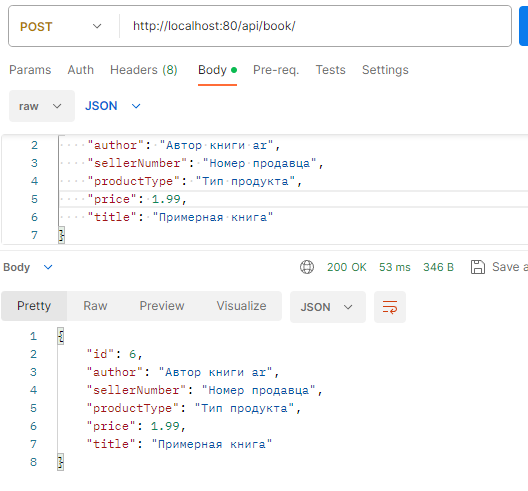 POST http://localhost:80/api/book/
Params Auth Headers (8) Body Pre-req. Tests Settings
raw JSON
2 "author": "Автор книги ar",
3 "sellerNumber": "Номер продавца",
4 "productType": "Тип продукта",
5 "price": 1.99,
6 "title": "Примерная книга"
7 }
Body 200 OK 53 ms 346 B Save a
Pretty Raw Preview Visualize JSON
1 {
2 "id": 6,
3 "author": "Автор книги ar",
4 "sellerNumber": "Номер продавца",
5 "productType": "Тип продукта",
6 "price": 1.99,
7 "title": "Примерная книга"
8 }